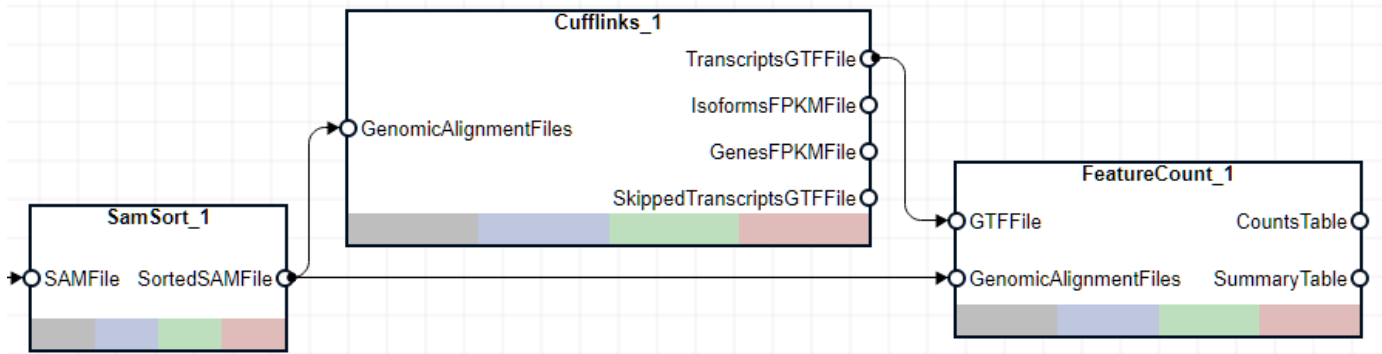 Cufflinks_1
TranscriptsGTFFile
IsoformsFPKMFile
GenomicAlignmentFiles
GenesFPKMFile
SkippedTranscriptsGTFFile
SamSort_1
SAMFile SortedSAMFile
FeatureCount_1
GTFFile CountsTable
GenomicAlignmentFiles SummaryTable